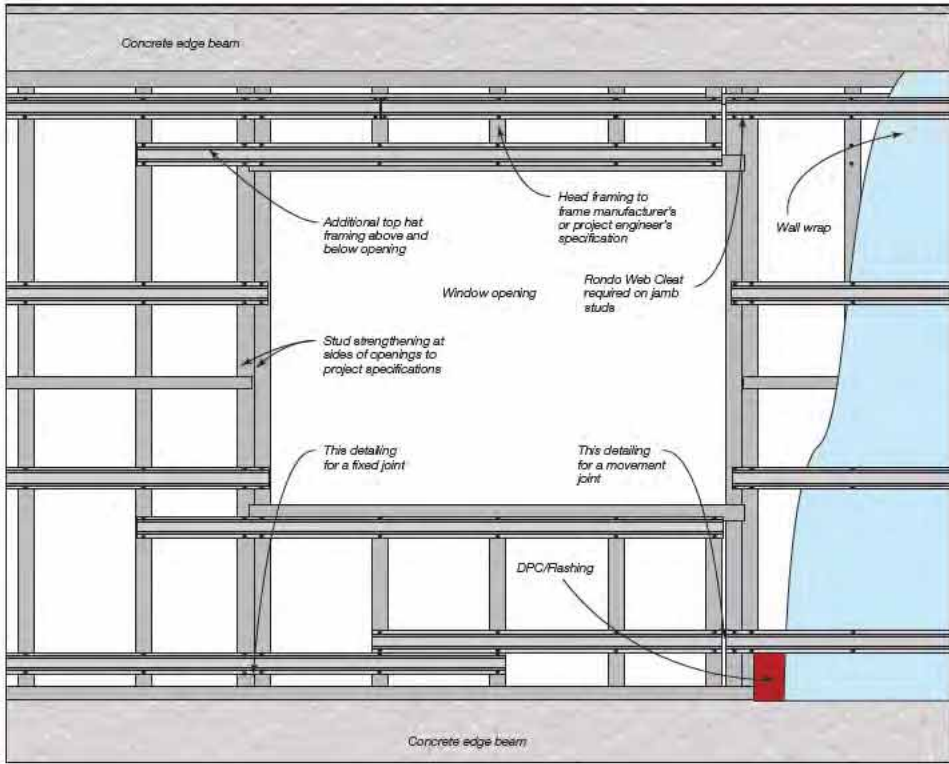 Concrete edge beam
Additional top hat
framing above and
below opening
Head framing to
frame manufacturer's
or project engineer's
specification
Wall wrap
Window opening
Rondo Web Cleat
required on jamb
studs
Stud strengthening at
sides of openings to
project specifications
This detailing
for a fixed joint
This detailing
for a movement
joint
DPC/Flashing
Concrete edge beam